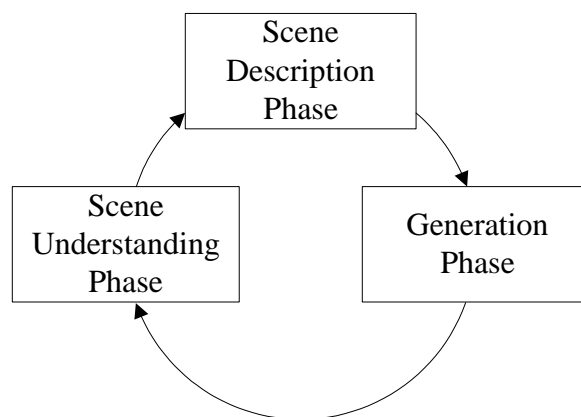 Scene
Description
Phase
Scene
Understanding
Phase
Generation
Phase